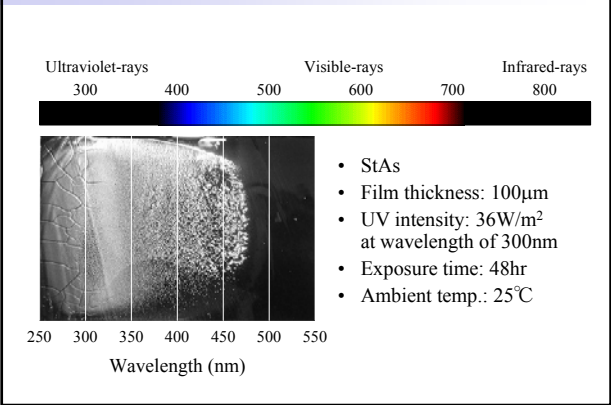 Ultraviolet-rays Visible-rays Infrared-rays
300 400 500 600 700 800
• StAs
• Film thickness: 100μm
• UV intensity: 36W/m²
at wavelength of 300nm
• Exposure time: 48hr
• Ambient temp.: 25℃
250 300 350 400 450 500 550
Wavelength (nm)